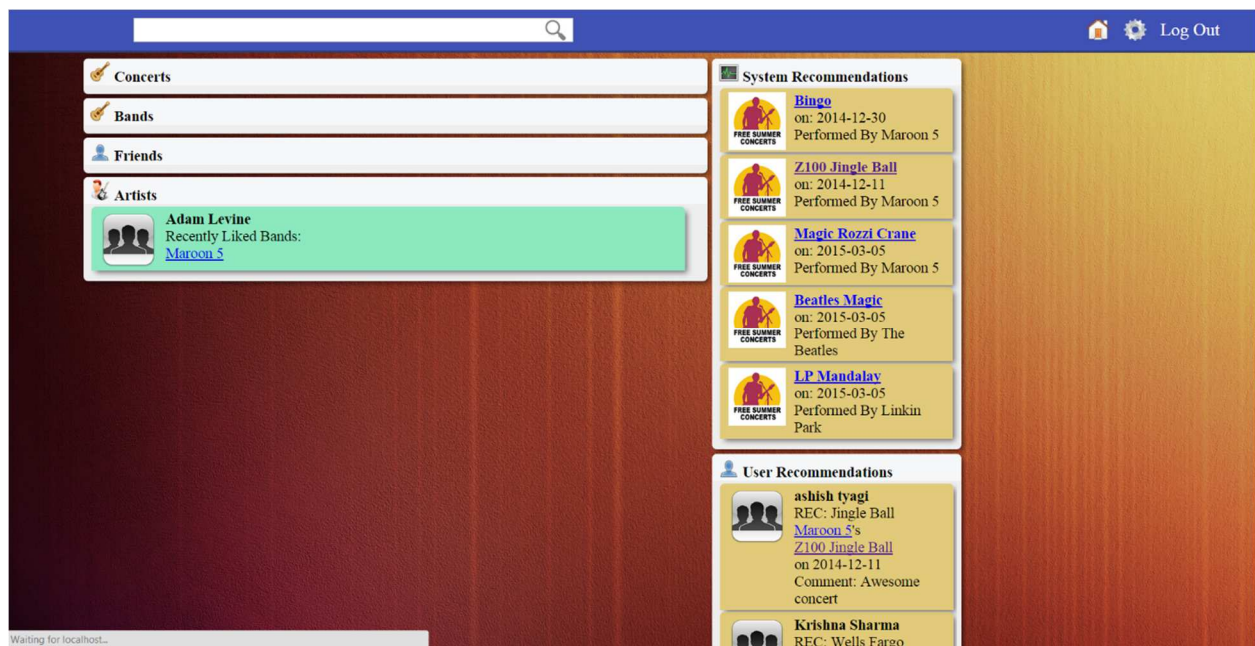 Log Out
Concerts
Bands
Friends
Artists
Adam Levine
Recently Liked Bands:
Maroon 5
System Recommendations
FREE SUMMER
CONCERTS
Bingo
on: 2014-12-30
Performed By Maroon 5
FREE SUMMER
CONCERTS
Z100 Jingle Ball
on: 2014-12-11
Performed By Maroon 5
FREE SUMMER
CONCERTS
Magic Rozzi Crane
on: 2015-03-05
Performed By Maroon 5
FREE SUMMER
CONCERTS
Beatles Magic
on: 2015-03-05
Performed By The
Beatles
FREE SUMMER
CONCERTS
LP Mandalay
on: 2015-03-05
Performed By Linkin
Park
User Recommendations
ashish tyagi
REC: Jingle Ball
Maroon 5's
Z100 Jingle Ball
on 2014-12-11
Comment: Awesome
concert
Krishna Sharma
REC: Wells Fargo
Waiting for localhost...